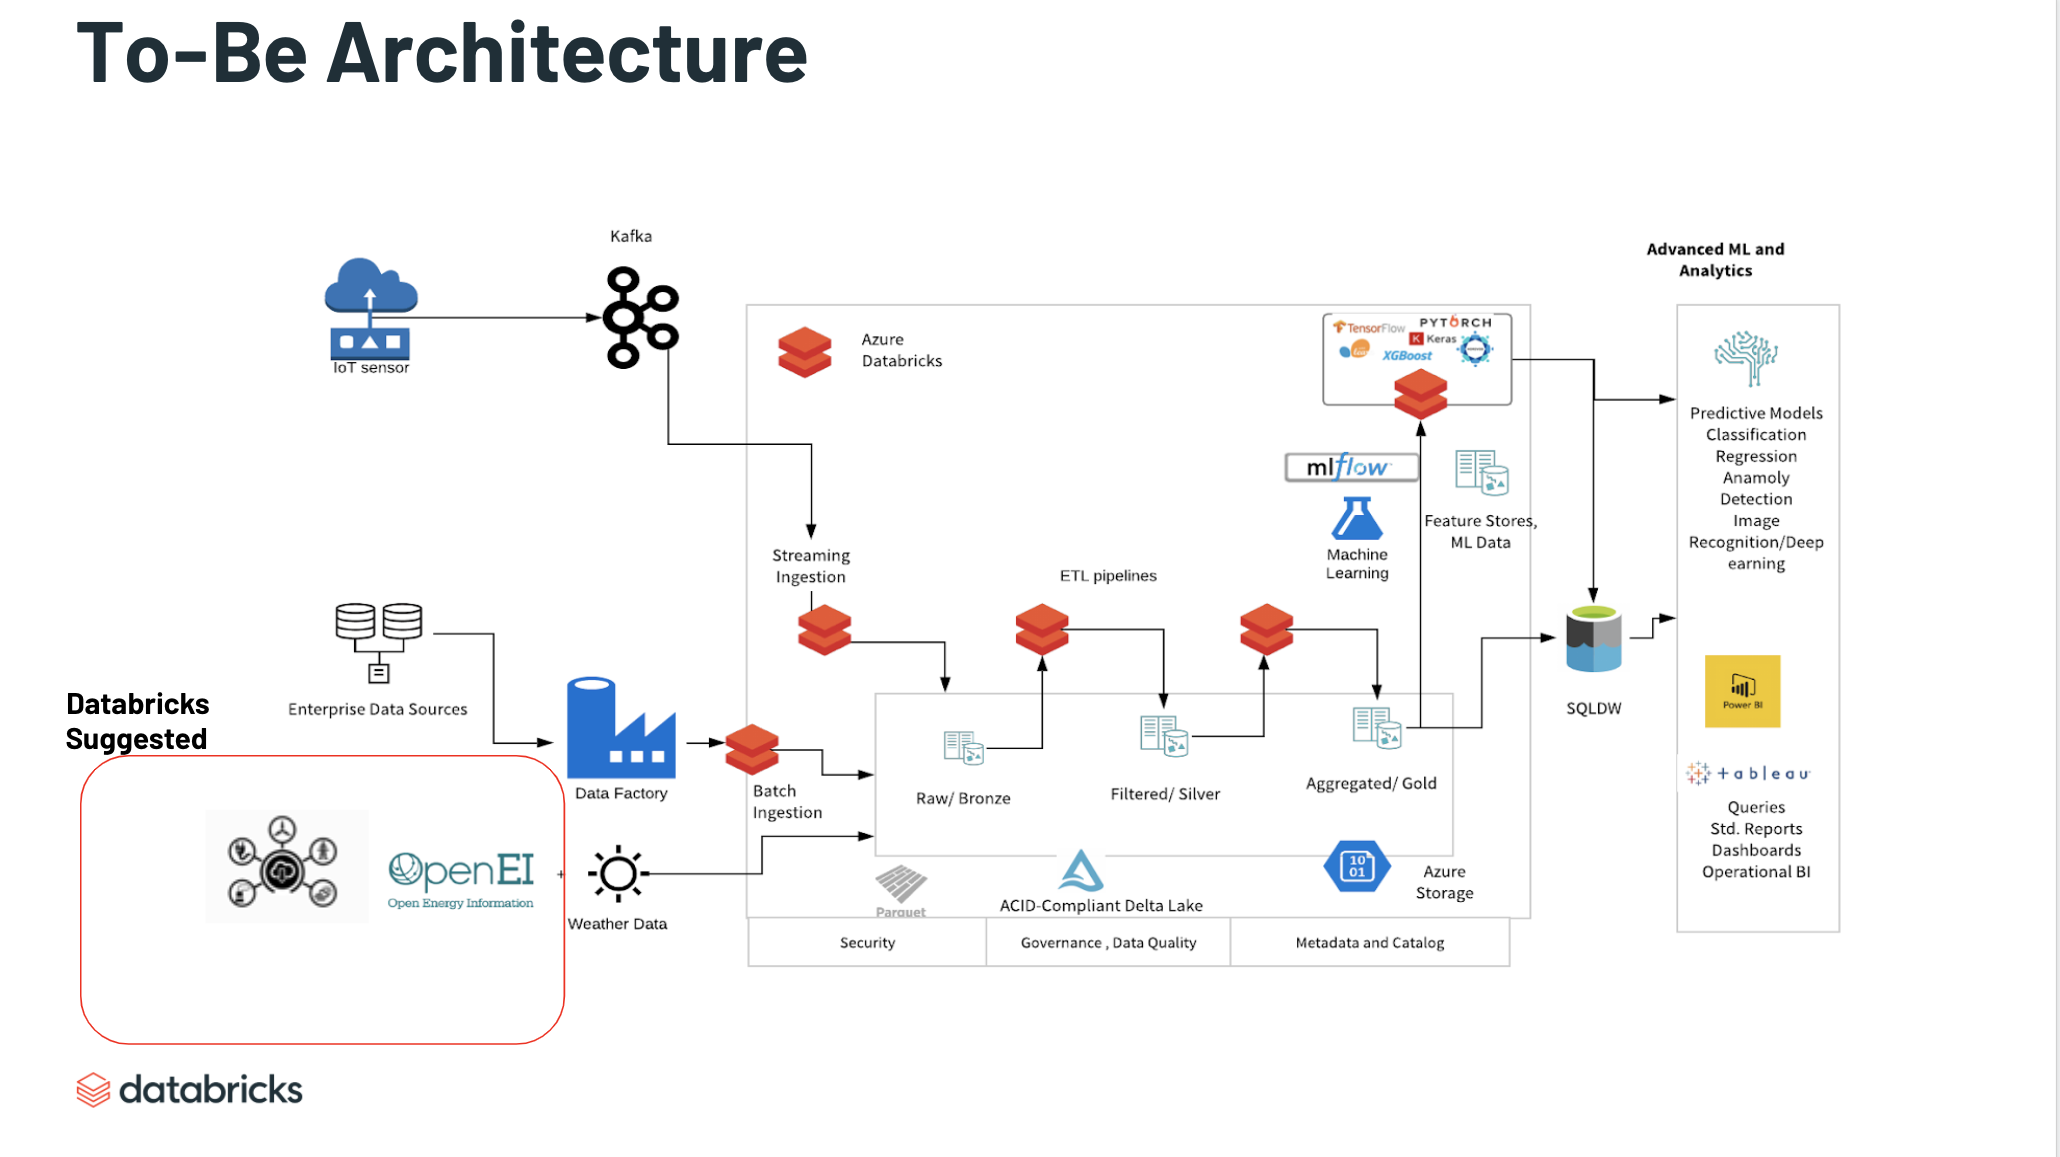 To-Be Architecture
Kafka
IoT sensor
Azure
Databricks
TensorFlow
PYTORCH
K Keras
XGBoost
mlflow
Machine
Learning
Feature Stores,
ML Data
Streaming
Ingestion
ETL pipelines
Enterprise Data Sources
Databricks
Suggested
Data Factory
Batch
Ingestion
OpenEI
Open Energy Information
+
Weather Data
Raw/ Bronze
Filtered/ Silver
Aggregated/ Gold
Parquet
ACID-Compliant Delta Lake
10
01
Azure
Storage
Security
Governance , Data Quality
Metadata and Catalog
SQLDW
Advanced ML and
Analytics
Predictive Models
Classification
Regression
Anamoly
Detection
Image
Recognition/Deep
earning
Power BI
+ableau
Queries
Std. Reports
Dashboards
Operational BI
databricks